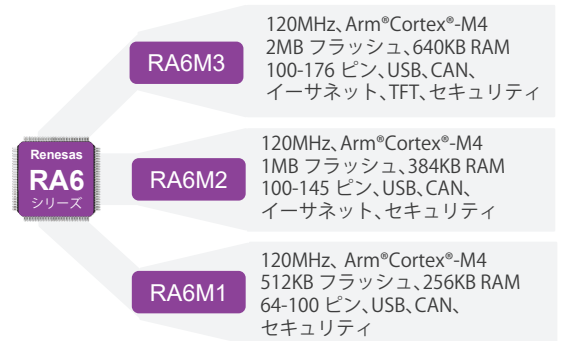 Renesas
RA6
シリーズ
RA6M3
120MHz、Arm®Cortex®-M4
2MB フラッシュ、640KB RAM
100-176 ピン、USB、CAN、
イーサネット、TFT、セキュリティ
RA6M2
120MHz、Arm®Cortex®-M4
1MB フラッシュ、384KB RAM
100-145 ピン、USB、CAN、
イーサネット、セキュリティ
RA6M1
120MHz、Arm®Cortex®-M4
512KB フラッシュ、256KB RAM
64-100 ピン、USB、CAN、
セキュリティ